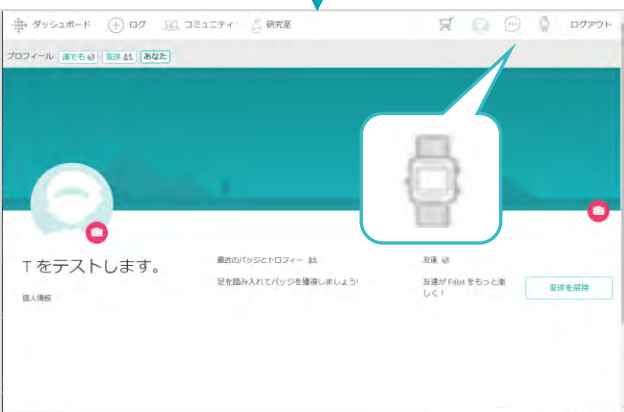 ダッシュボード ログ コミュニティ 研究室 ログアウト
プロフィール: 誰でも 友達 あなた
T をテストします。
個人情報
最近のバッジとトロフィー
足を踏み入れてバッジを獲得しましょう!
友達
友達が Fitbit をもっと楽
しく!
友達を招待